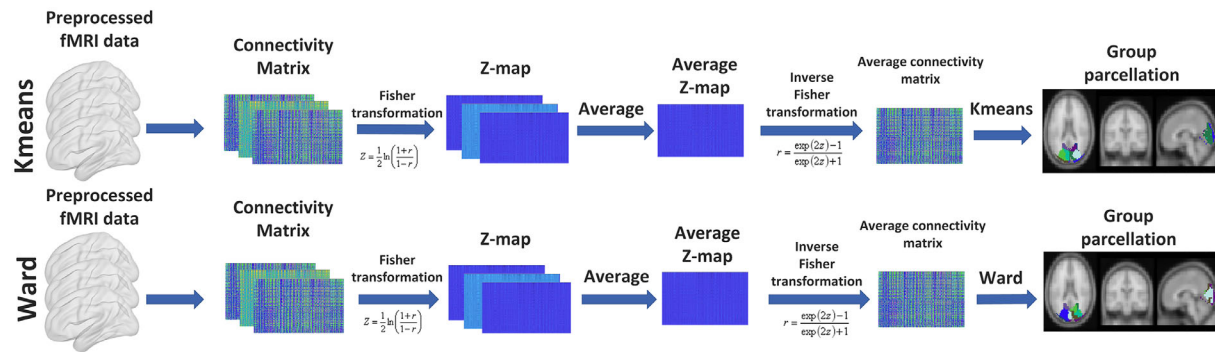 Kmeans
Preprocessed
fMRI data
Connectivity
Matrix
Fisher
transformation
Z = 1/2 ln(1+r/1−r)
Z-map
Average
Average
Z-map
Inverse
Fisher
transformation
r = exp(2z)−1/exp(2z)+1
Average connectivity
matrix
Kmeans
Group
parcellation
Ward
Preprocessed
fMRI data
Connectivity
Matrix
Fisher
transformation
Z = 1/2 ln(1+r/1−r)
Z-map
Average
Average
Z-map
Inverse
Fisher
transformation
r = exp(2z)−1/exp(2z)+1
Average connectivity
matrix
Ward
Group
parcellation